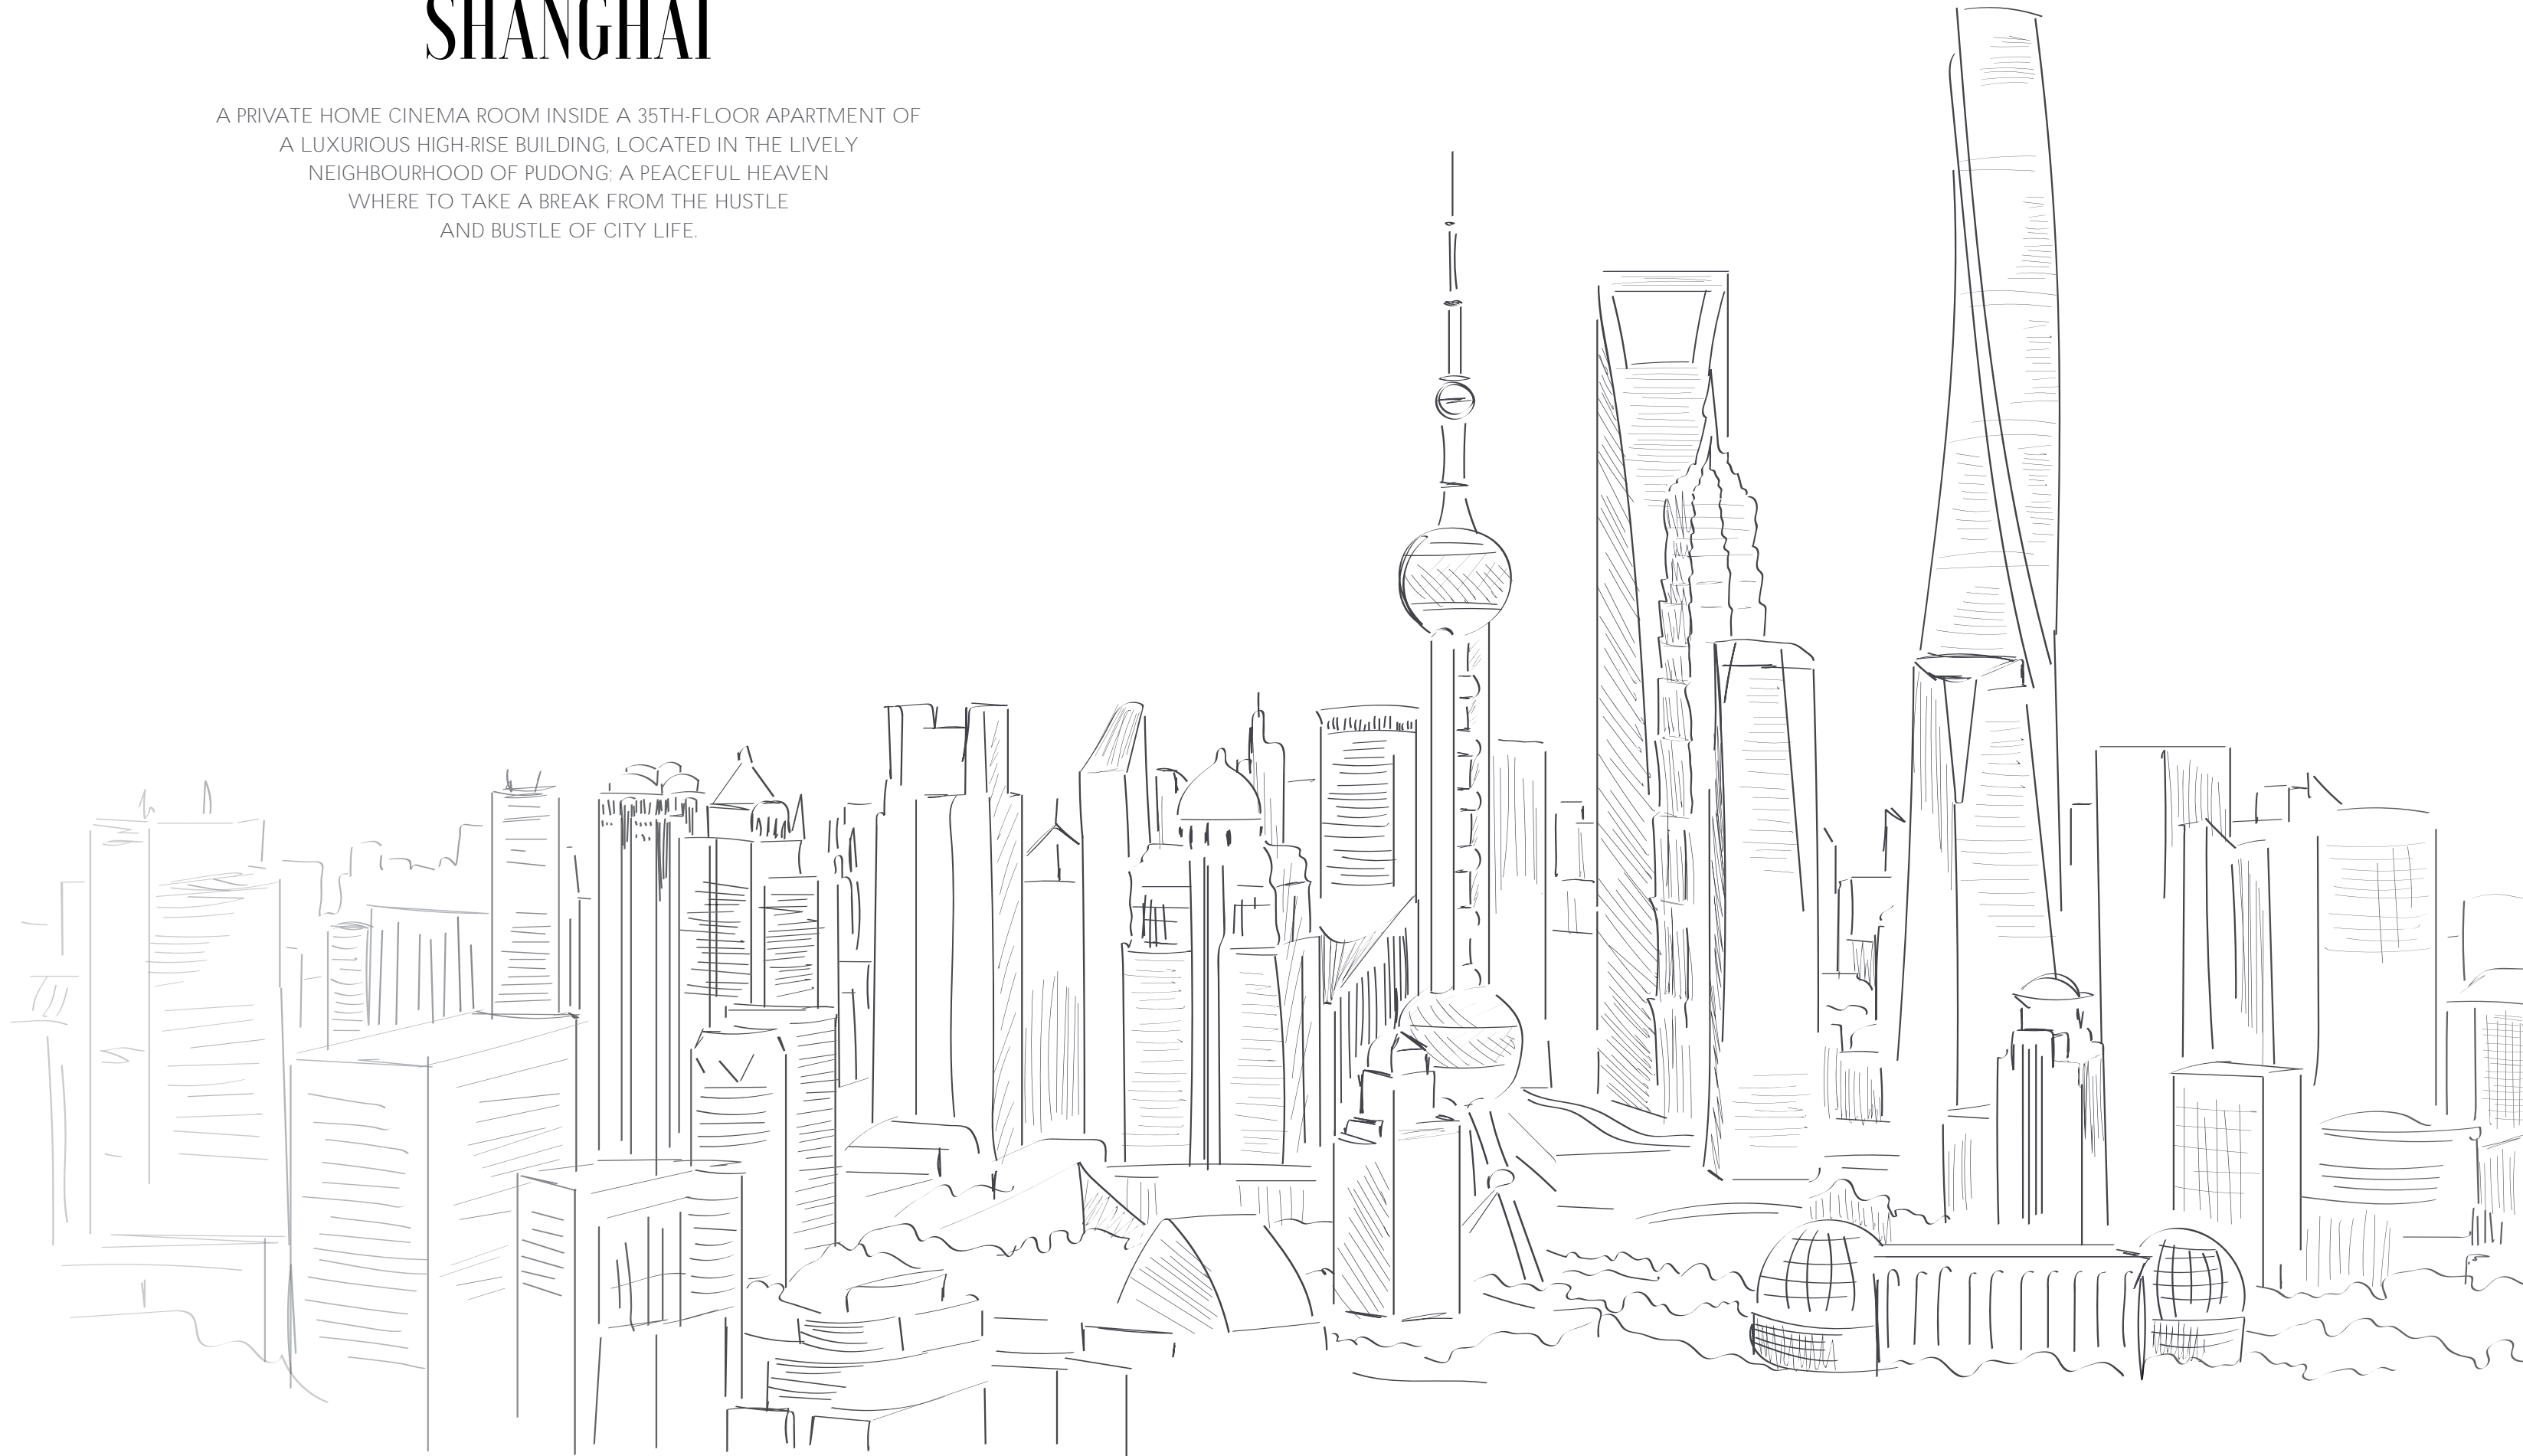 SHANGHAI
A PRIVATE HOME CINEMA ROOM INSIDE A 35TH-FLOOR APARTMENT OF
A LUXURIOUS HIGH-RISE BUILDING, LOCATED IN THE LIVELY
NEIGHBOURHOOD OF PUDONG; A PEACEFUL HEAVEN
WHERE TO TAKE A BREAK FROM THE HUSTLE
AND BUSTLE OF CITY LIFE.